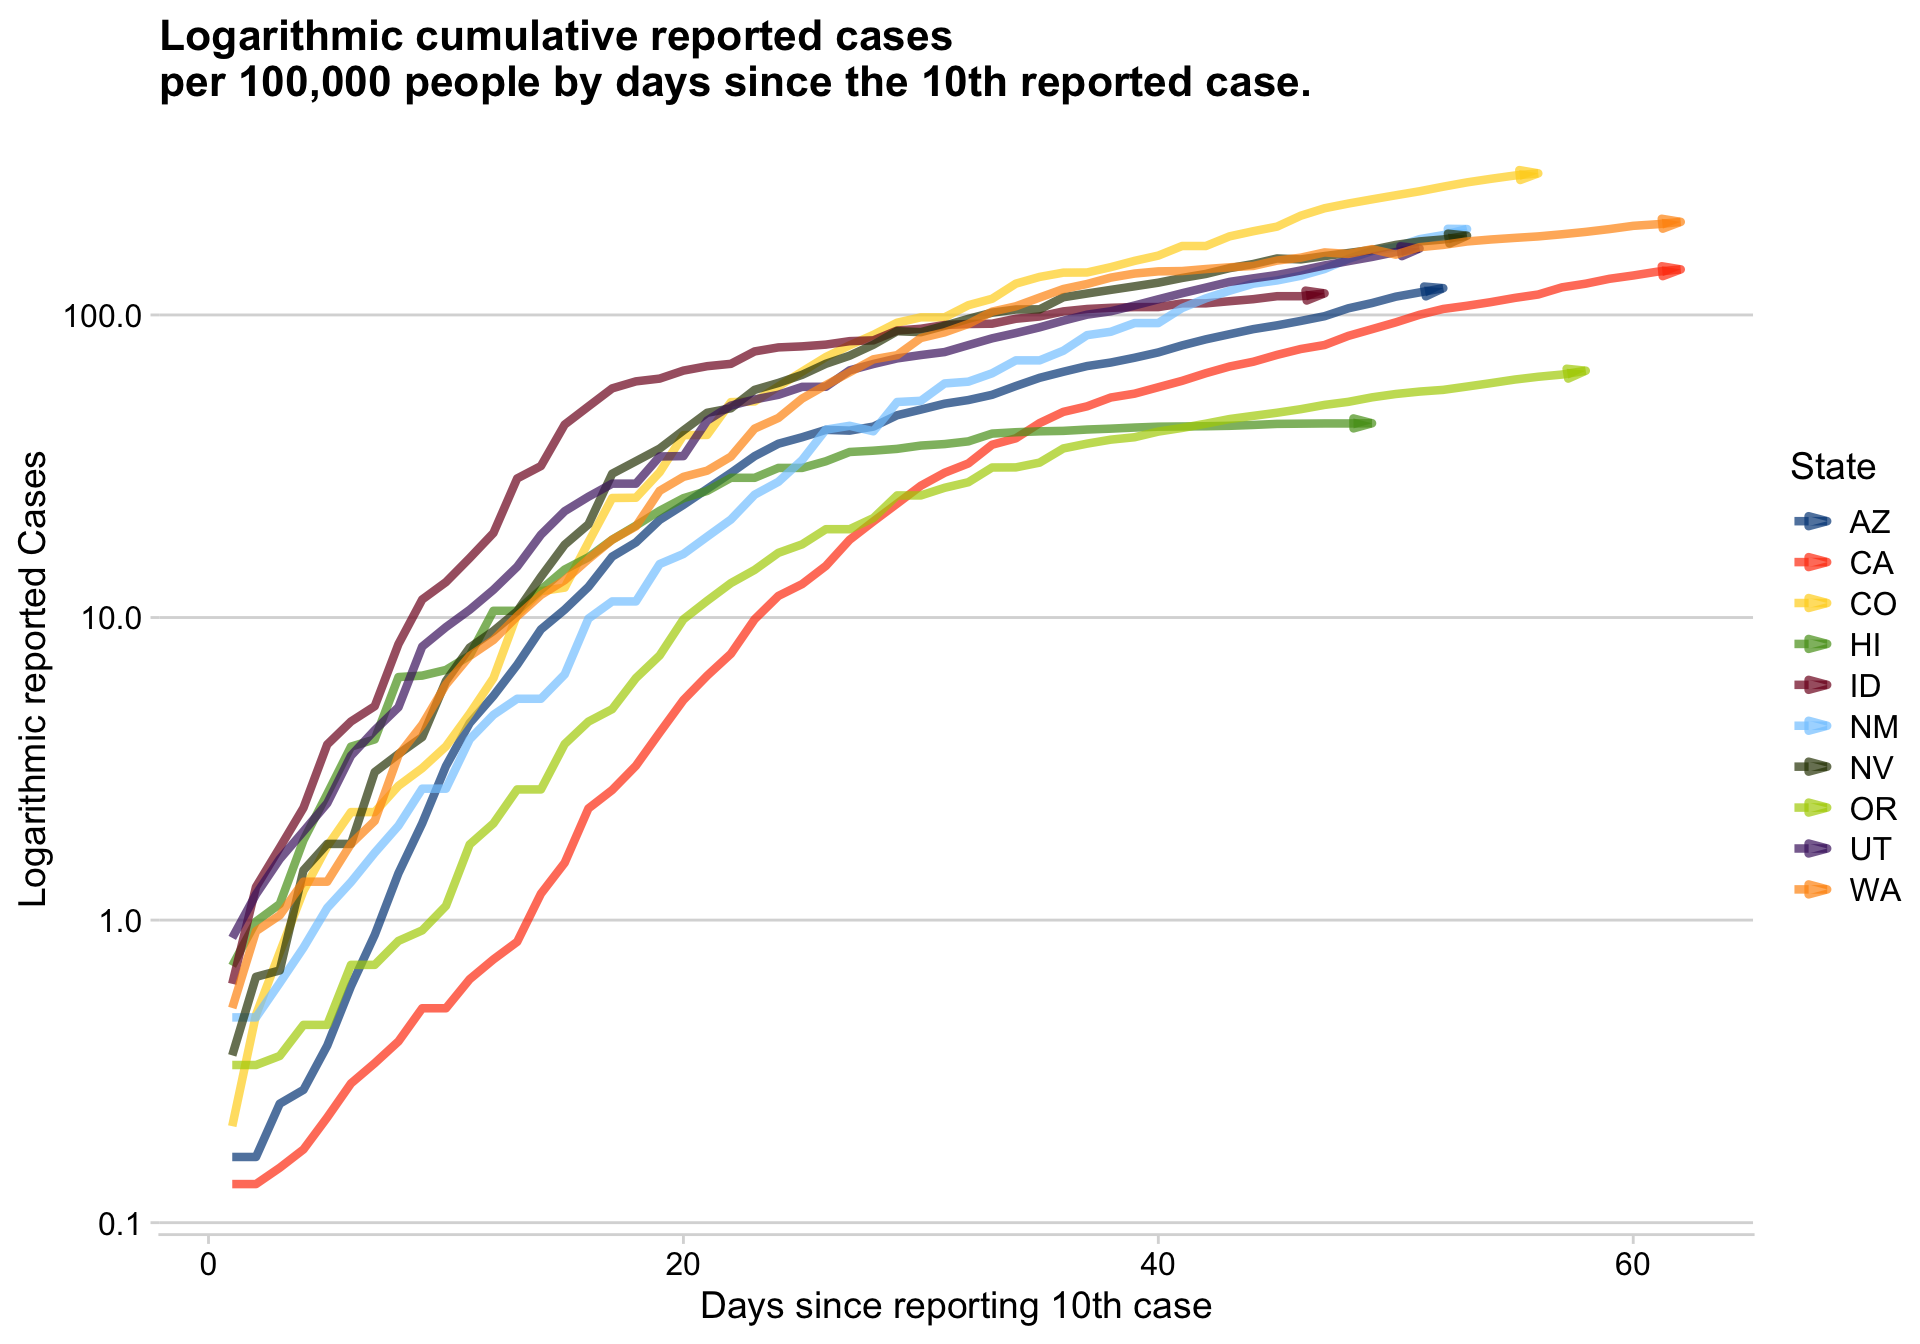 Logarithmic cumulative reported cases
per 100,000 people by days since the 10th reported case.
Logarithmic reported Cases
100.0
10.0
1.0
0.1
0
20
40
60
Days since reporting 10th case
State
AZ
CA
CO
HI
ID
NM
NV
OR
UT
WA